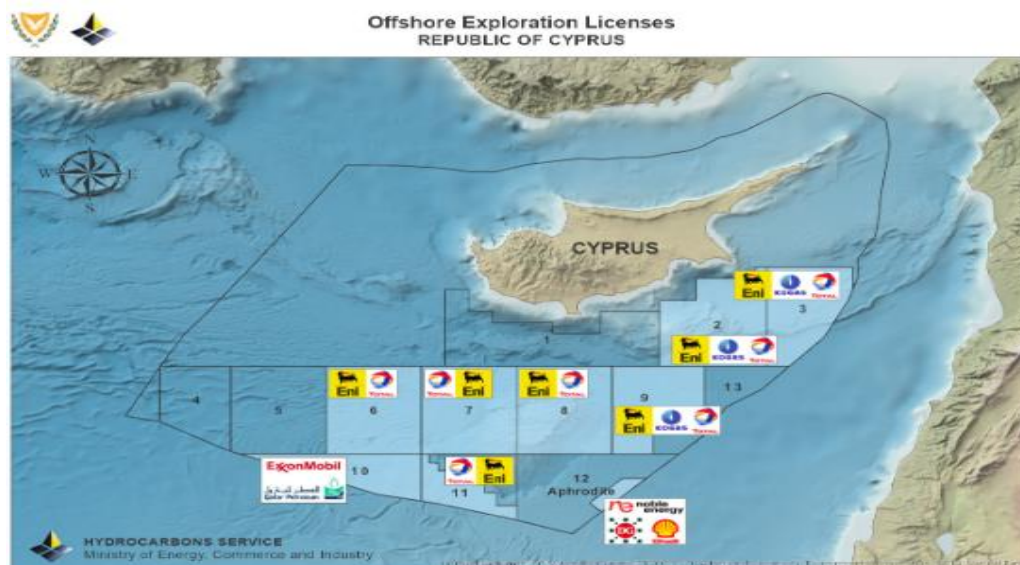 Offshore Exploration Licenses
REPUBLIC OF CYPRUS
N
W
E
S
CYPRUS
Eni
KOGAS
TOTAL
2
3
1
Eni
KOGAS
TOTAL
4
5
Eni
TOTAL
6
TOTAL
Eni
7
Eni
TOTAL
8
9
13
Eni
KOGAS
TOTAL
ExxonMobil
قطر للبترول
Qatar Petroleum
10
TOTAL
Eni
11
12
Aphrodite
noble
energy
Shell
HYDROCARBONS SERVICE
Ministry of Energy, Commerce and Industry